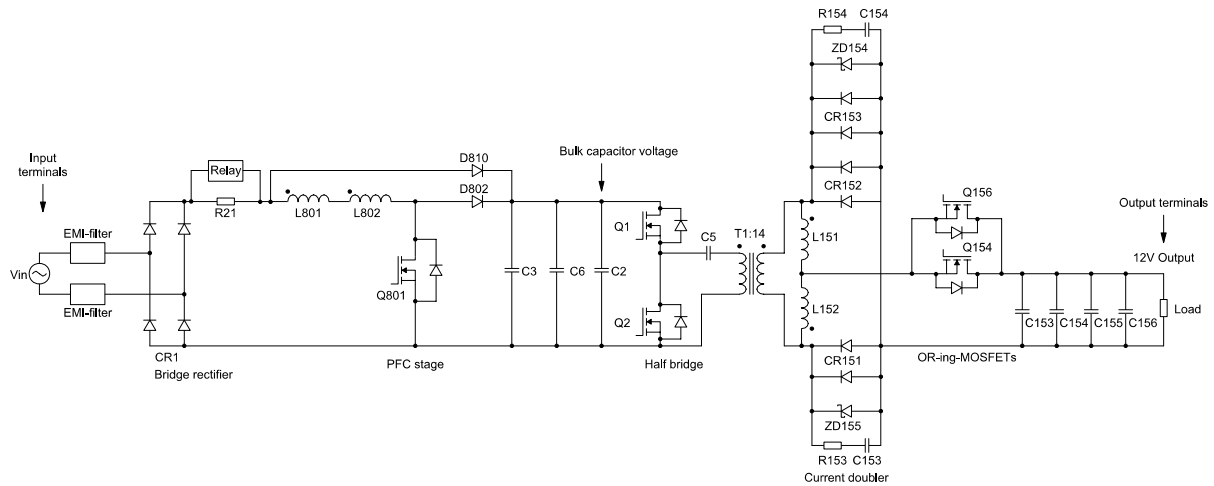 R154 C154
ZD154
CR153
CR152
Input
terminals
Relay
R21
L801 L802
D810
D802
Bulk capacitor voltage
EMI-filter
Vin
EMI-filter
CR1
Bridge rectifier
Q801
PFC stage
C3 C6 C2
Q1
Q2
Half bridge
C5
T1:14
L151
L152
CR151
ZD155
R153 C153
Current doubler
Q156
Q154
OR-ing-MOSFETs
Output terminals
12V Output
C153 C154 C155 C156
Load